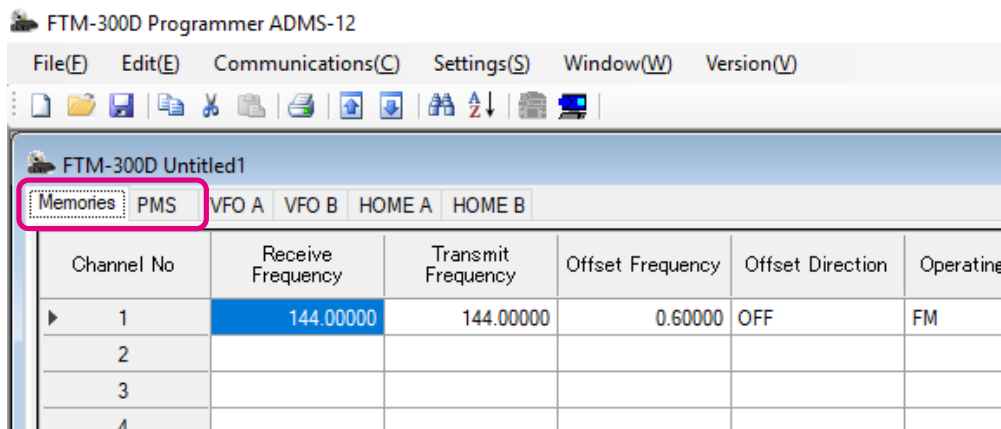 FTM-300D Programmer ADMS-12
File(F) Edit(E) Communications(C) Settings(S) Window(W) Version(V)
FTM-300D Untitled1
Memories PMS VFO A VFO B HOME A HOME B
Channel No Receive Frequency Transmit Frequency Offset Frequency Offset Direction Operating
1 144.00000 144.00000 0.60000 OFF FM
2
3
4